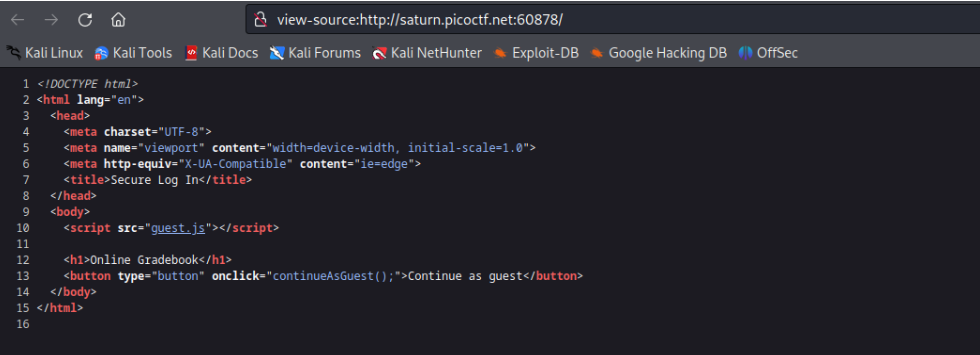 view-source:http://saturn.picoctf.net:60878/
Kali Linux Kali Tools Kali Docs Kali Forums Kali NetHunter Exploit-DB Google Hacking DB OffSec
1 <!DOCTYPE html>
2 <html lang="en">
3   <head>
4     <meta charset="UTF-8">
5     <meta name="viewport" content="width=device-width, initial-scale=1.0">
6     <meta http-equiv="X-UA-Compatible" content="ie=edge">
7     <title>Secure Log In</title>
8   </head>
9   <body>
10     <script src="guest.js"></script>
11
12     <h1>Online Gradebook</h1>
13     <button type="button" onclick="continueAsGuest();">Continue as guest</button>
14   </body>
15 </html>
16